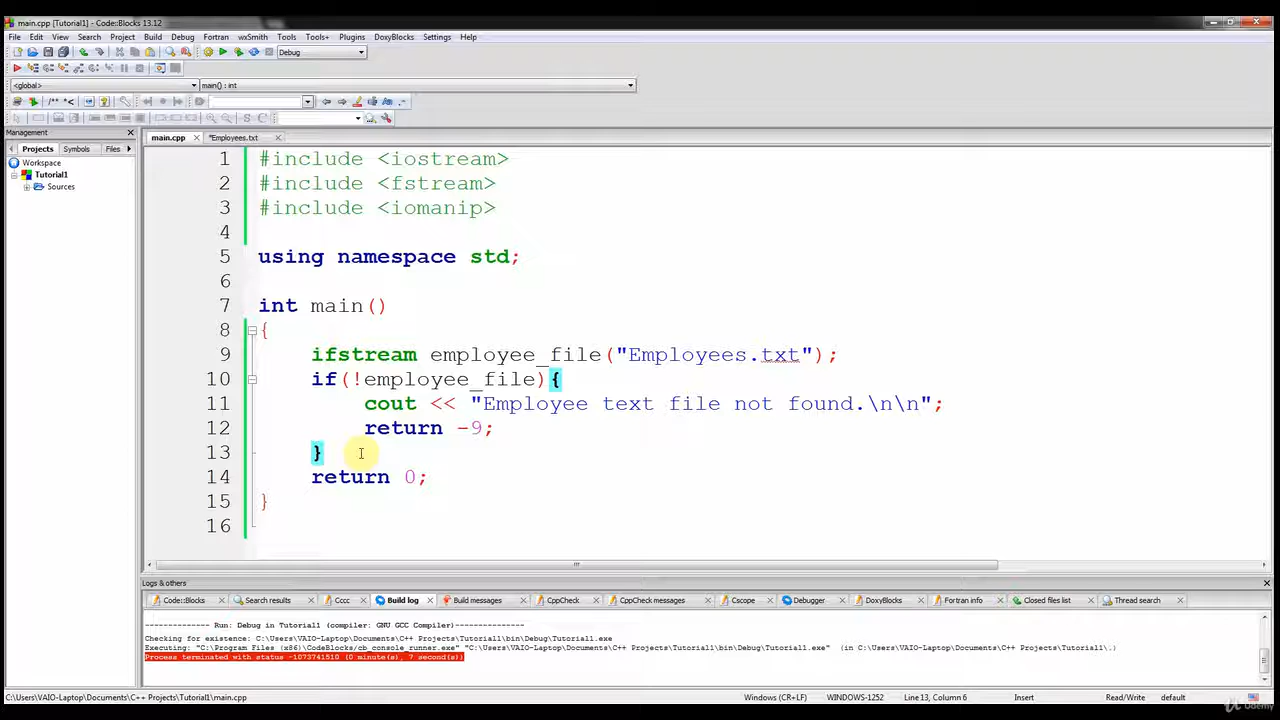 main.cpp [Tutorial1] - Code::Blocks 13.12
File Edit View Search Project Build Debug Fortran wxSmith Tools Tools+ Plugins DoxyBlocks Settings Help
Debug
<global>
main() : int
/** *<
Management
main.cpp
*Employees.txt
Projects Symbols Files
Workspace
Tutorial1
Sources
1 #include <iostream>
2 #include <fstream>
3 #include <iomanip>
4
5 using namespace std;
6
7 int main()
8 {
9 ifstream employee_file("Employees.txt");
10 if(!employee_file){
11 cout << "Employee text file not found.\n\n";
12 return -9;
13 }
14 return 0;
15 }
16
Logs & others
Code::Blocks Search results Cccc Build log Build messages CppCheck CppCheck messages Cscope Debugger DoxyBlocks Fortran info Closed files list Thread search
-------------- Run: Debug in Tutorial1 (compiler: GNU GCC Compiler)---------------
Checking for existence: C:\Users\VAIO-Laptop\Documents\C++ Projects\Tutorial1\bin\Debug\Tutorial1.exe
Executing: "C:\Program Files (x86)\CodeBlocks/cb_console_runner.exe" "C:\Users\VAIO-Laptop\Documents\C++ Projects\Tutorial1\bin\Debug\Tutorial1.exe" (in C:\Users\VAIO-Laptop\Documents\C++ Projects\Tutorial1\.)
Process terminated with status -1073741510 (0 minute(s), 7 second(s))
C:\Users\VAIO-Laptop\Documents\C++ Projects\Tutorial1\main.cpp
Windows (CR+LF) WINDOWS-1252 Line 13, Column 6 Insert Read/Write default
Udemy